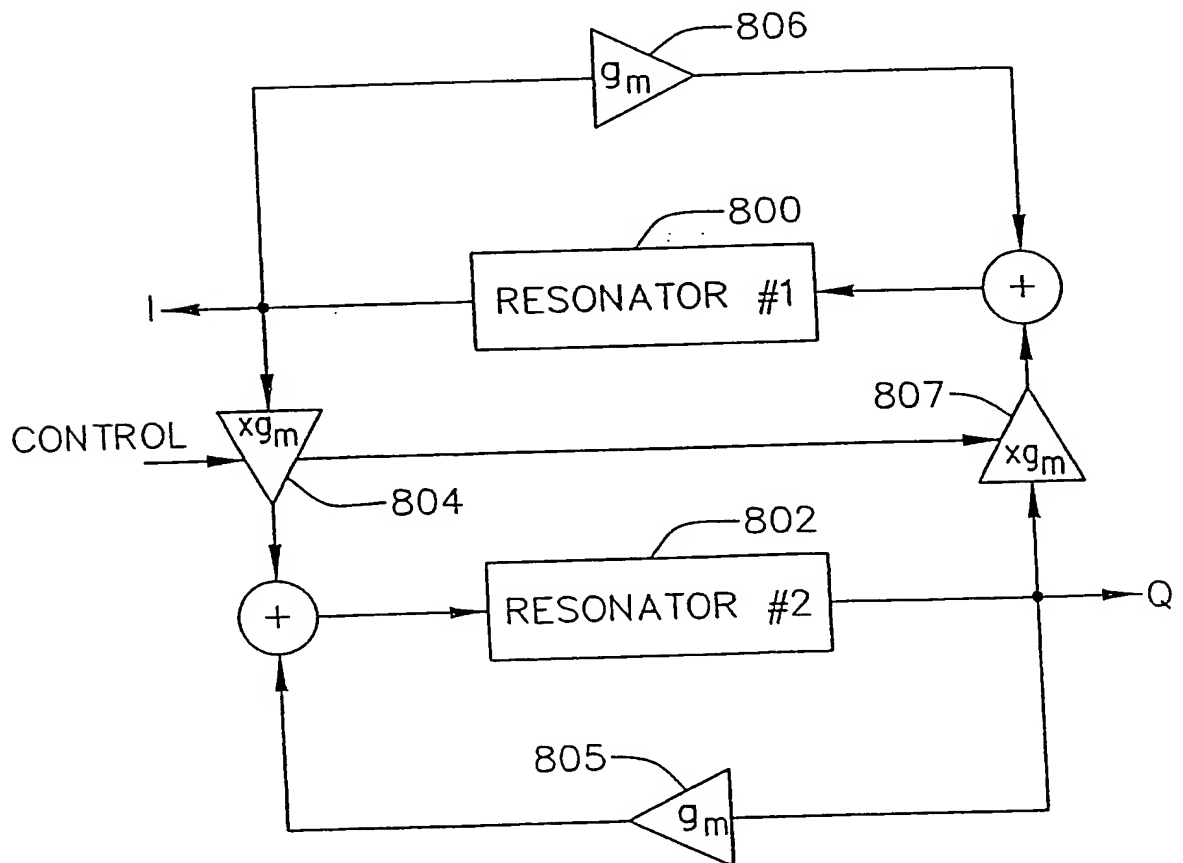 806
gm
800
RESONATOR #1
+
I
807
CONTROL
xgm
xgm
804
802
+
RESONATOR #2
Q
805
gm